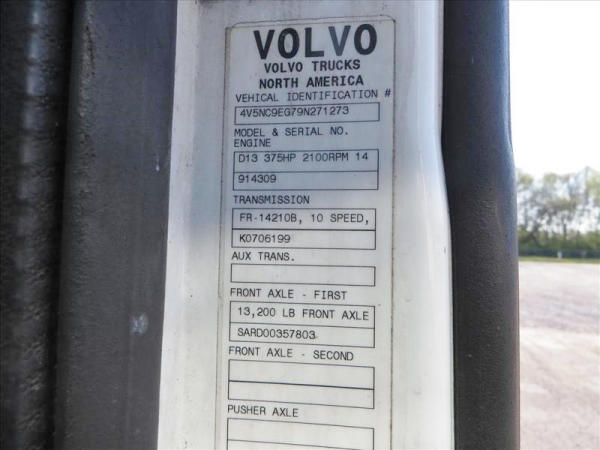 VOLVO
VOLVO TRUCKS
NORTH AMERICA
VEHICAL IDENTIFICATION #
4V5NC9EG79N271273
MODEL & SERIAL NO.
ENGINE
D13 375HP 2100RPM 14
914309
TRANSMISSION
FR-14210B, 10 SPEED,
K0706199
AUX TRANS.
FRONT AXLE - FIRST
13,200 LB FRONT AXLE
SARD00357803
FRONT AXLE - SECOND
PUSHER AXLE